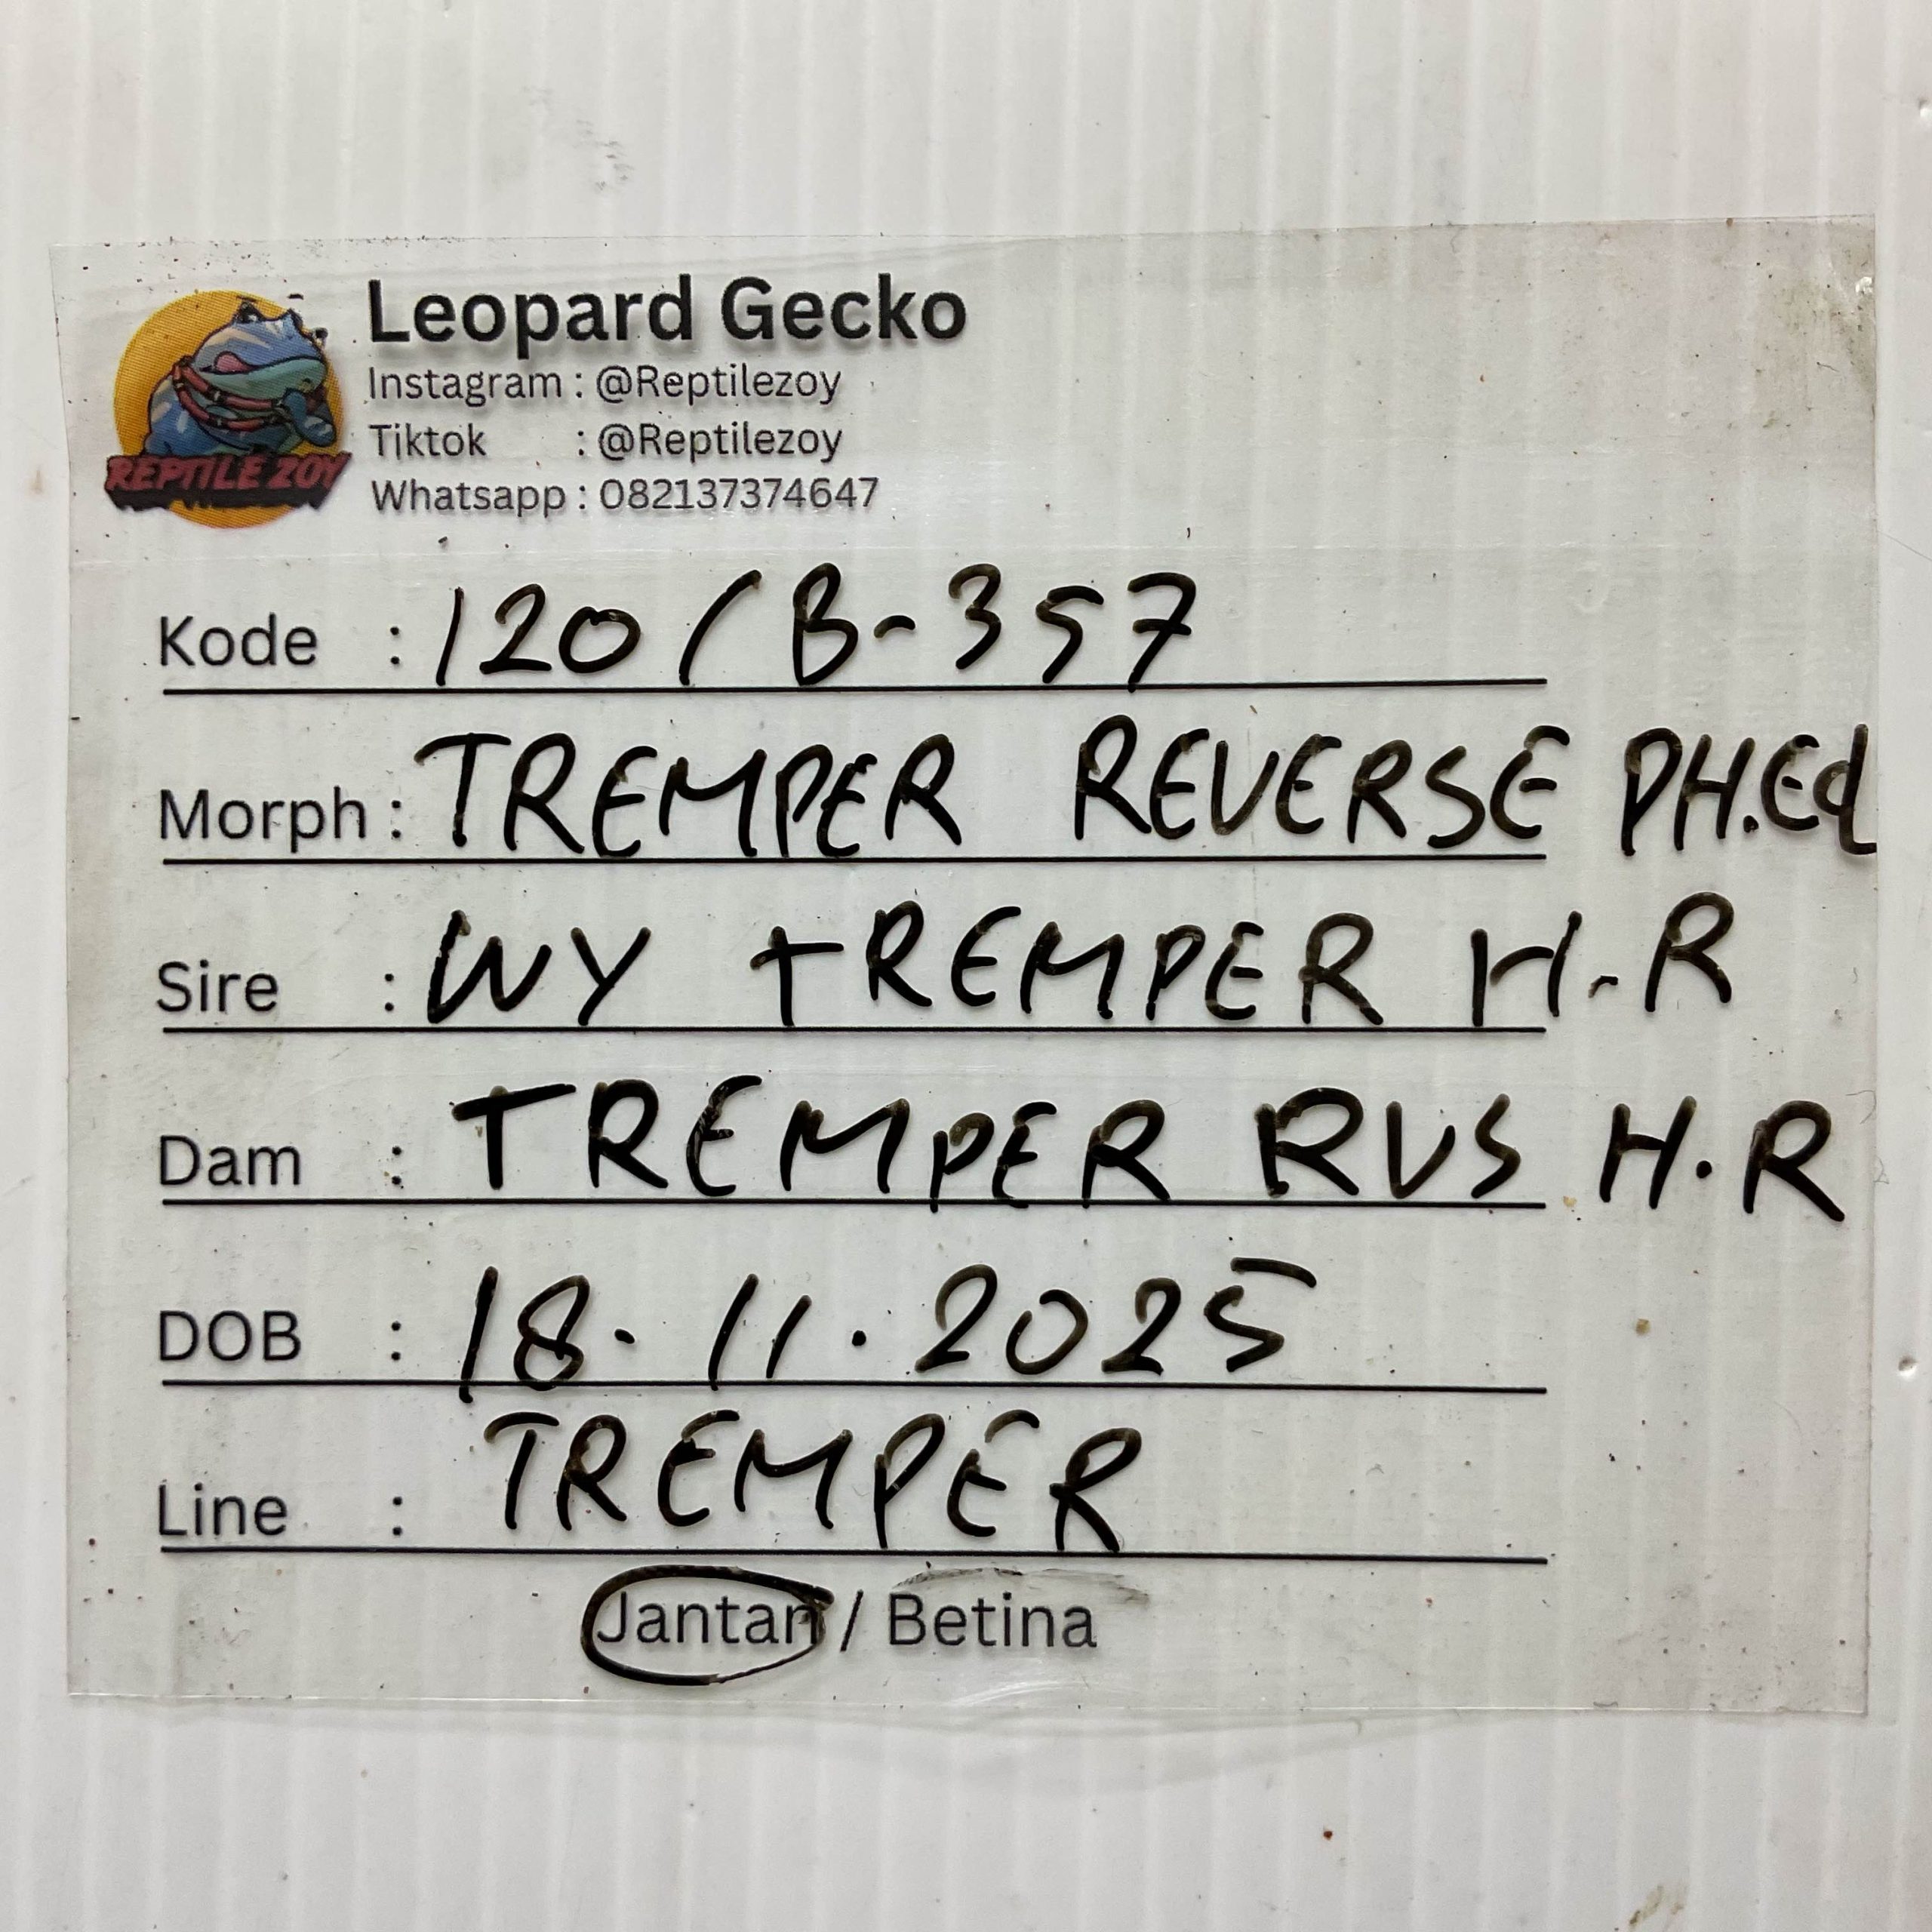 Leopard Gecko
Instagram : @Reptilezoy
Tiktok : @Reptilezoy
Whatsapp : 082137374647
REPTILE ZOY
Kode : 120 / B-357
Morph : TREMPER REVERSE PH.Ed
Sire : WY TREMPER H.R
Dam : TREMPER RVS H.R
DOB : 18.11.2025
Line : TREMPER
Jantan / Betina